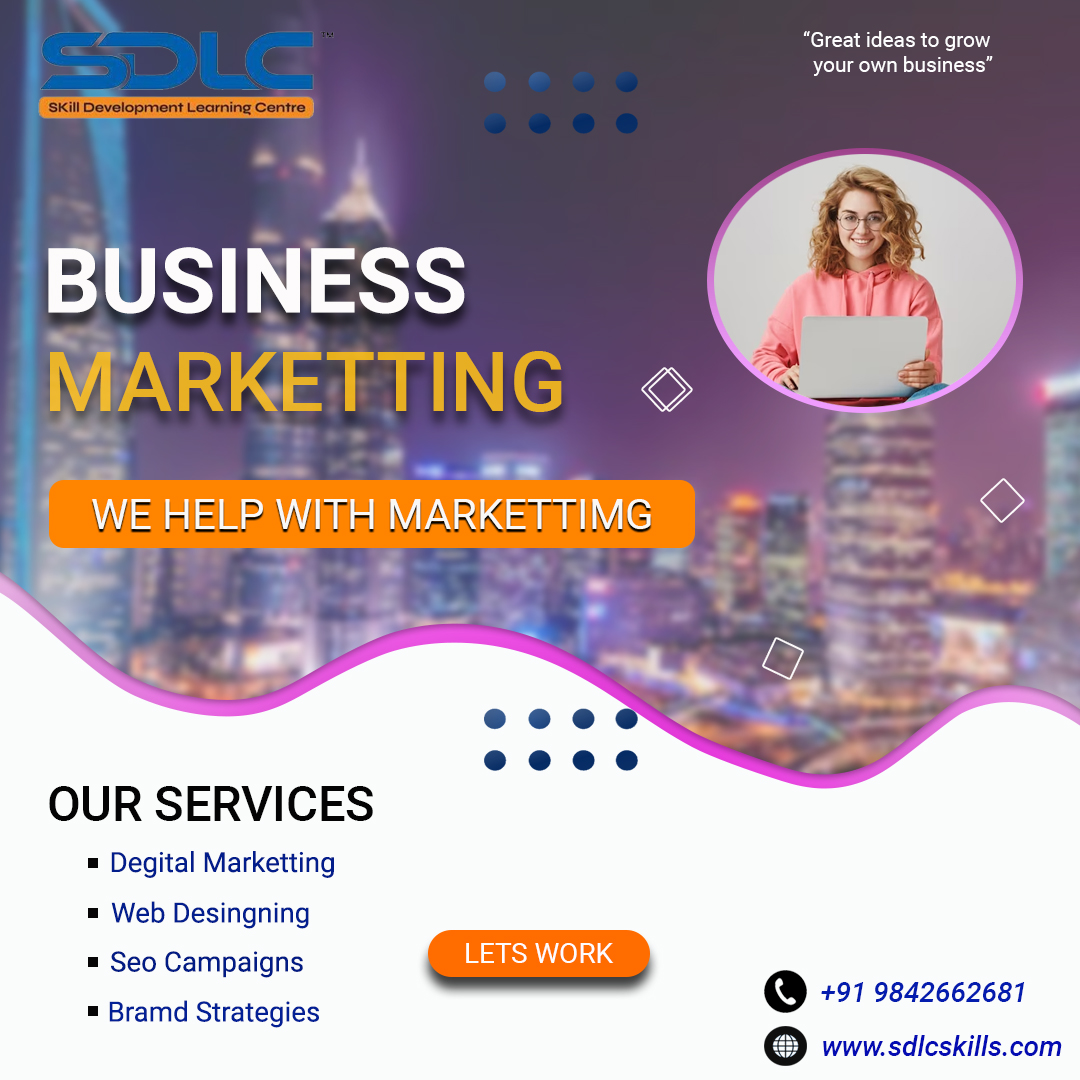 SDLC™
SKill Development Learning Centre
“Great ideas to grow
your own business”
BUSINESS
MARKETTING
WE HELP WITH MARKETTIMG
OUR SERVICES
Degital Marketting
Web Desingning
Seo Campaigns
Bramd Strategies
LETS WORK
+91 9842662681
www.sdlcskills.com